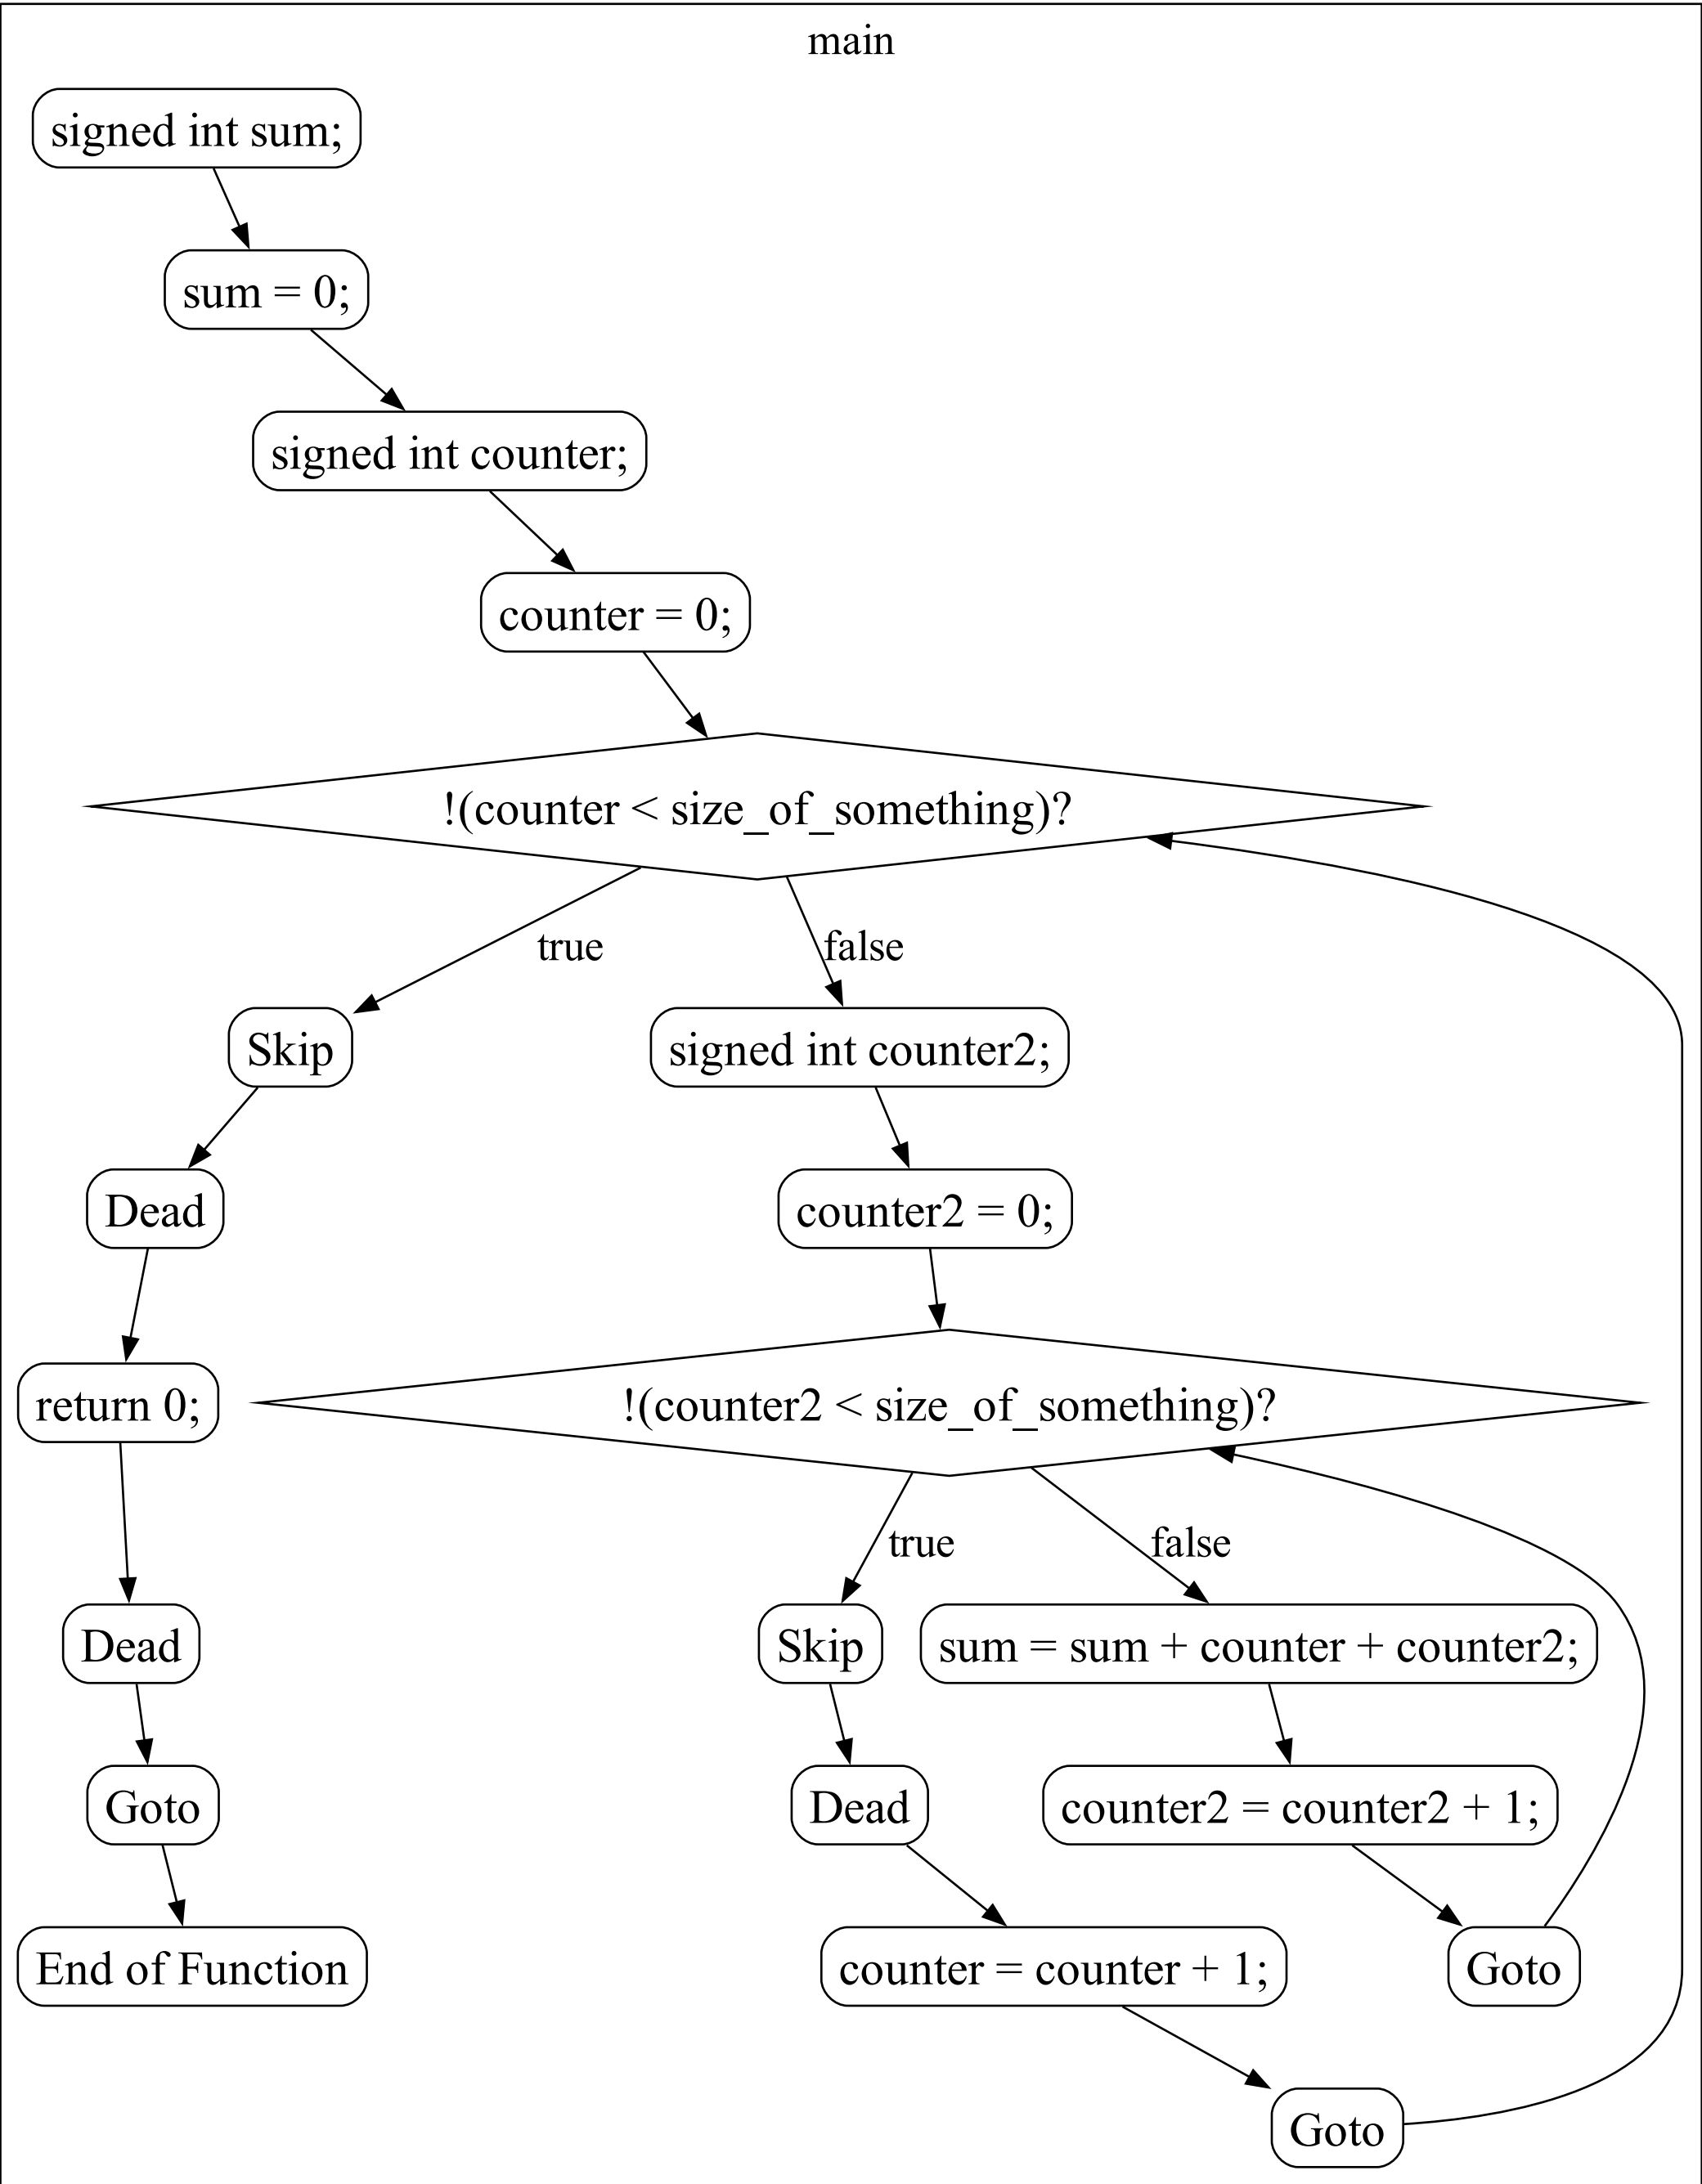 main
signed int sum;
sum = 0;
signed int counter;
counter = 0;
!(counter < size_of_something)?
true
false
Skip
signed int counter2;
Dead
counter2 = 0;
return 0;
!(counter2 < size_of_something)?
true
false
Dead
Skip
sum = sum + counter + counter2;
Goto
Dead
counter2 = counter2 + 1;
End of Function
counter = counter + 1;
Goto
Goto